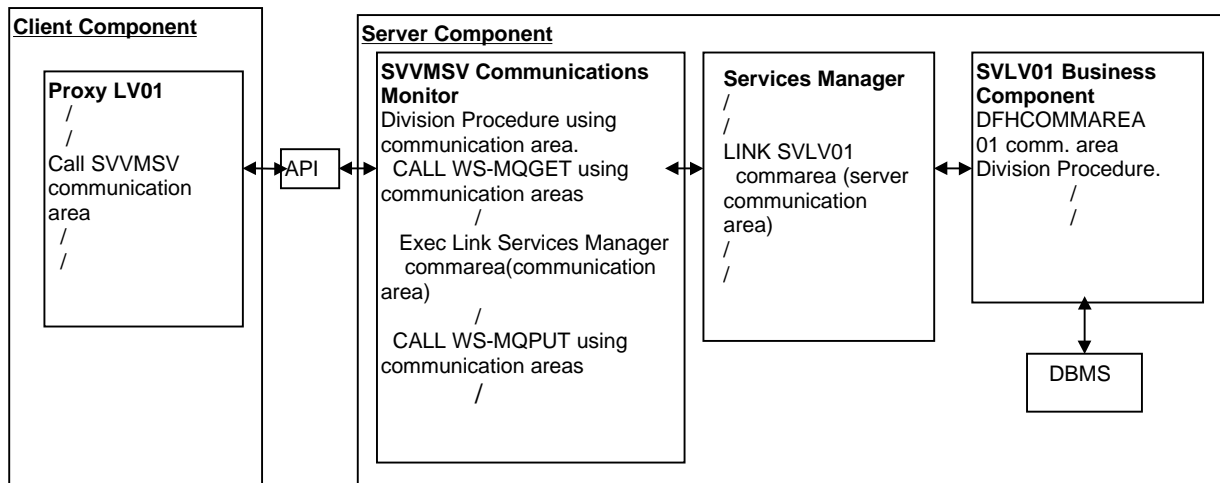 Client Component
Proxy LV01
/
/
Call SVVMSV
communication
area
/
/
API
Server Component
SVVMSV Communications
Monitor
Division Procedure using
communication area.
CALL WS-MQGET using
communication areas
/
Exec Link Services Manager
commarea(communication
area)
/
CALL WS-MQPUT using
communication areas
/
Services Manager
/
/
LINK SVLV01
commarea (server
communication
area)
/
/
SVLV01 Business
Component
DFHCOMMAREA
01 comm. area
Division Procedure.
/
/
DBMS